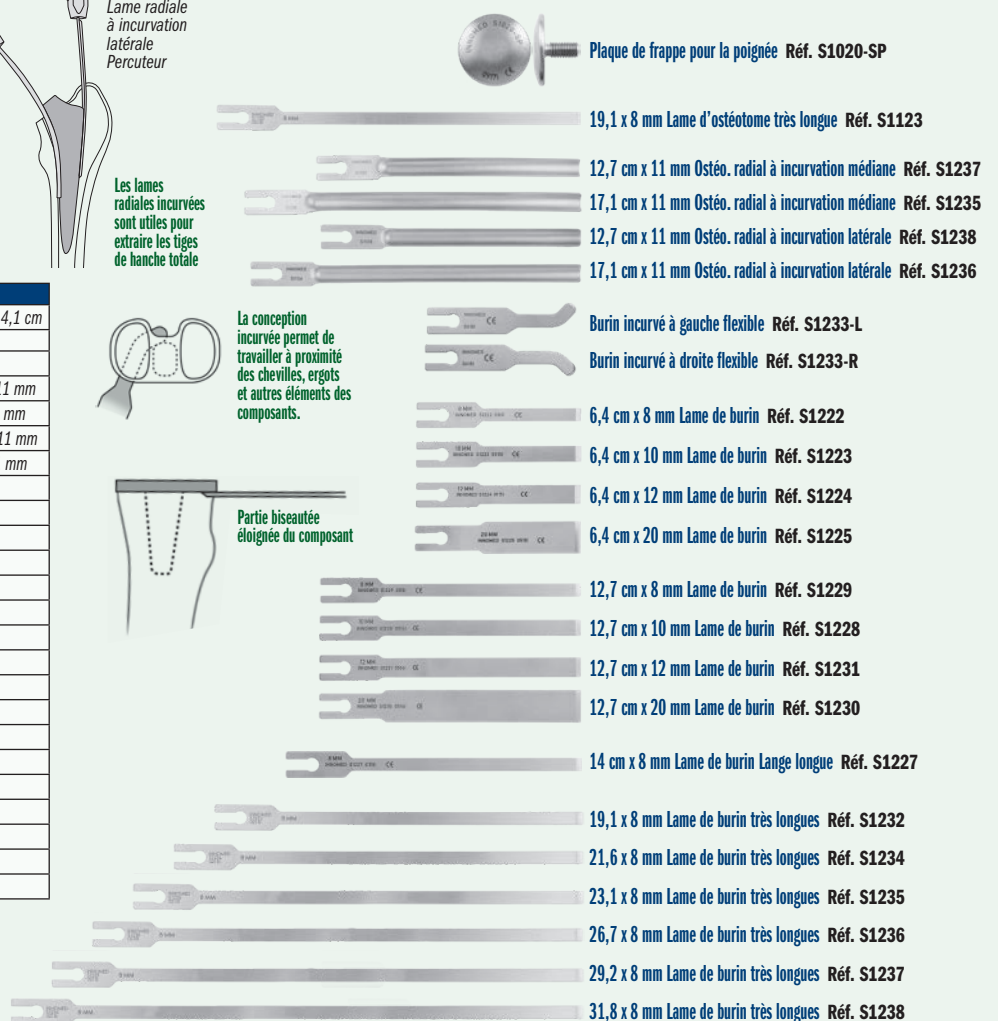 Lame radiale
à incurvation
latérale
Percuteur
Plaque de frappe pour la poignée Réf. S1020-SP
19,1 x 8 mm Lame d'ostéotome très longue Réf. S1123
12,7 cm x 11 mm Ostéo. radial à incurvation médiane Réf. S1237
17,1 cm x 11 mm Ostéo. radial à incurvation médiane Réf. S1235
12,7 cm x 11 mm Ostéo. radial à incurvation latérale Réf. S1238
17,1 cm x 11 mm Ostéo. radial à incurvation latérale Réf. S1236
Les lames
radiales incurvées
sont utiles pour
extraire les tiges
de hanche totale
4,1 cm
11 mm
mm
11 mm
mm
La conception
incurvée permet de
travailler à proximité
des chevilles, ergots
et autres éléments des
composants.
Burin incurvé à gauche flexible Réf. S1233-L
Burin incurvé à droite flexible Réf. S1233-R
6,4 cm x 8 mm Lame de burin Réf. S1222
6,4 cm x 10 mm Lame de burin Réf. S1223
6,4 cm x 12 mm Lame de burin Réf. S1224
6,4 cm x 20 mm Lame de burin Réf. S1225
Partie biseautée
éloignée du composant
12,7 cm x 8 mm Lame de burin Réf. S1229
12,7 cm x 10 mm Lame de burin Réf. S1228
12,7 cm x 12 mm Lame de burin Réf. S1231
12,7 cm x 20 mm Lame de burin Réf. S1230
14 cm x 8 mm Lame de burin Lange longue Réf. S1227
19,1 x 8 mm Lame de burin très longues Réf. S1232
21,6 x 8 mm Lame de burin très longues Réf. S1234
23,1 x 8 mm Lame de burin très longues Réf. S1235
26,7 x 8 mm Lame de burin très longues Réf. S1236
29,2 x 8 mm Lame de burin très longues Réf. S1237
31,8 x 8 mm Lame de burin très longues Réf. S1238